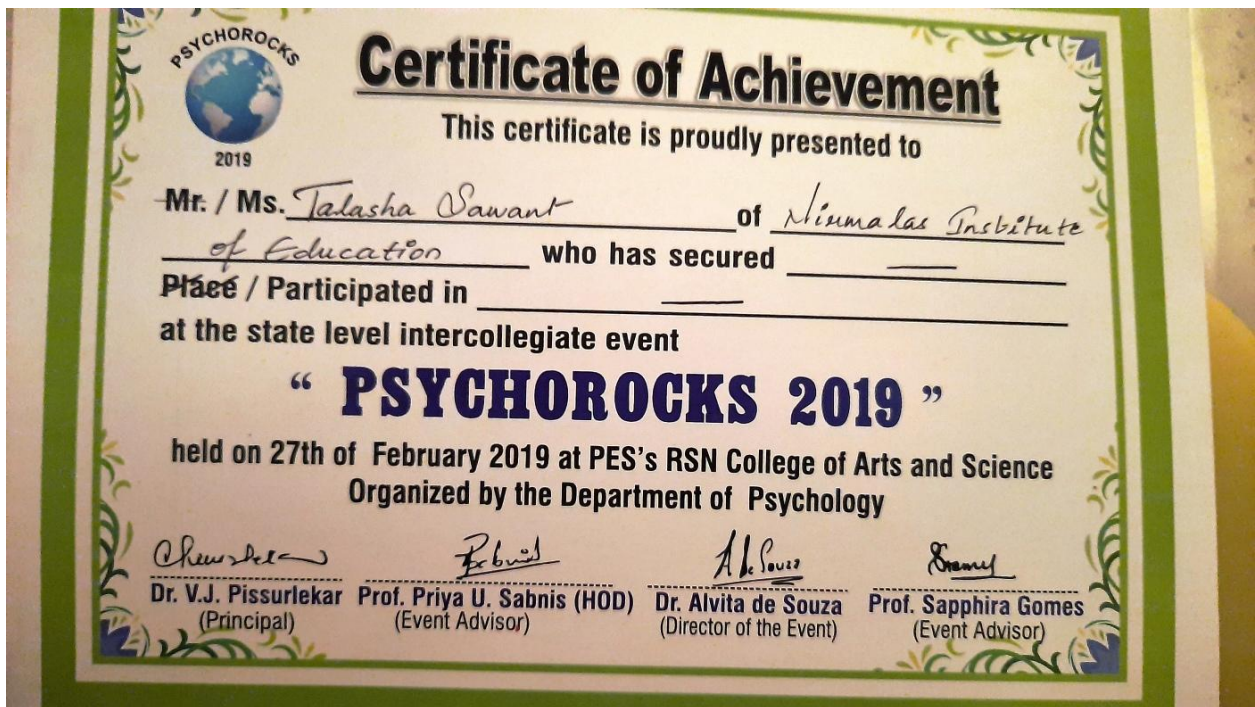 PSYCHOROCKS
2019
Certificate of Achievement
This certificate is proudly presented to
Mr. / Ms. Talasha Sawant of Nirmalas Institute
of Education who has secured —
Place / Participated in —
at the state level intercollegiate event
“ PSYCHOROCKS 2019 ”
held on 27th of February 2019 at PES's RSN College of Arts and Science
Organized by the Department of Psychology
A de Souza
Dr. V.J. Pissurlekar Prof. Priya U. Sabnis (HOD) Dr. Alvita de Souza Prof. Sapphira Gomes
(Principal) (Event Advisor) (Director of the Event) (Event Advisor)